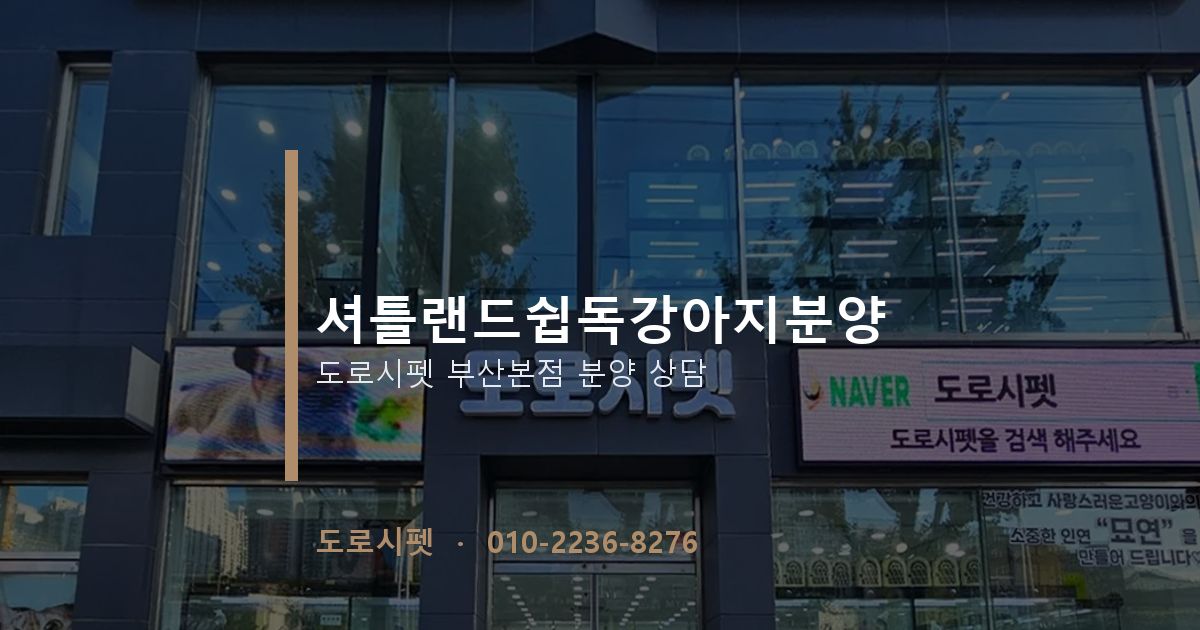 셔틀랜드쉽독강아지분양
도로시펫 부산본점 분양 상담
도로시펫
NAVER 도로시펫
도로시펫을 검색 해주세요
건강하고 사랑스러운고양이와의
소중한 인연 “묘연” 을
만들어 드립니다
도로시펫 · 010-2236-8276